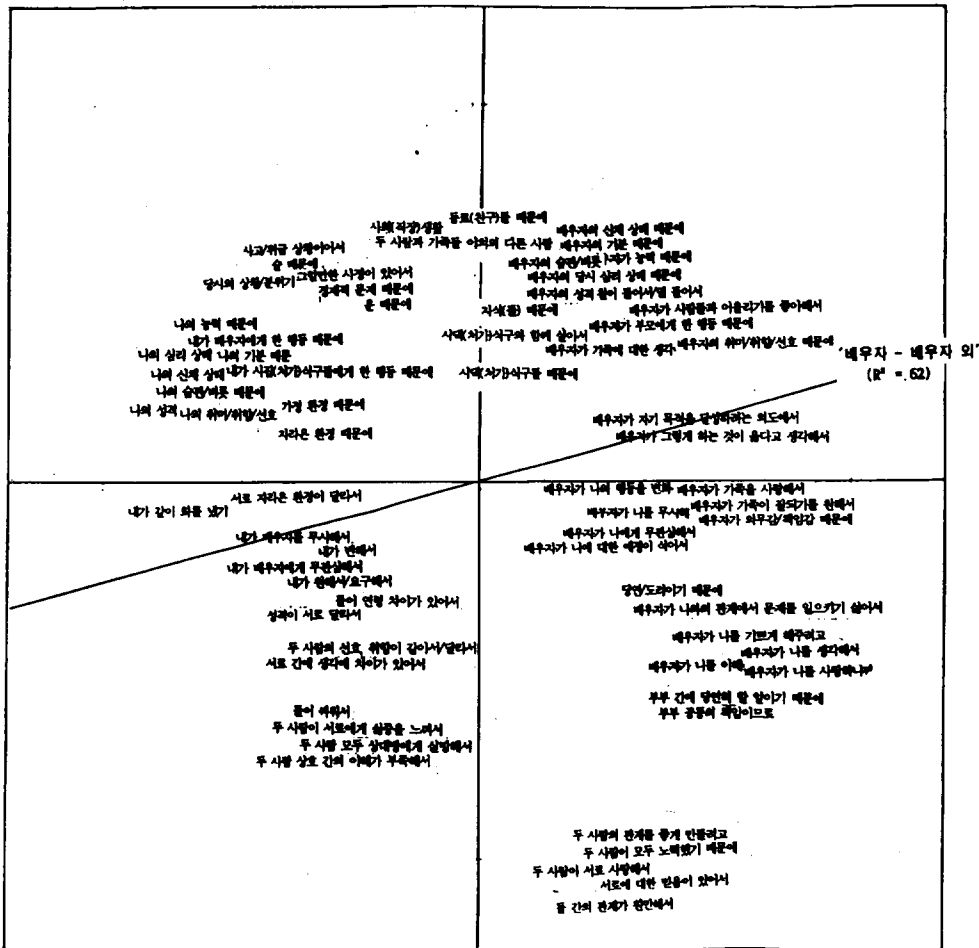 동료(친구)들 때문에
사회(직장)생활
배우자의 신체 상태 때문에
두 사람과 가족들 이외의 다른 사람
배우자의 기분 때문에
사고/위급 상황이어서
배우자의 습관/버릇
자가 능력 때문에
술 때문에
그럴만한 사정이 있어서
배우자의 당시 심리 상태 때문에
당시의 상황/분위기
경제적 문제 때문에
배우자의 성격
운 때문에
자식(들) 때문에
배우자가 사람들과 어울리기를 좋아해서
나의 능력 때문에
배우자가 부모에게 한 행동 때문에
내가 배우자에게 한 행동 때문에
시댁(처가)식구와 함께 살아서
배우자가 가족에 대한 생각
배우자의 취미/취향/선호 때문에
'배우자 - 배우자 외'
(R² = .62)
나의 심리 상태
나의 기분 때문
나의 신체 상태
내가 시집(처가)식구들에게 한 행동 때문에
시댁(처가)식구들 때문에
나의 습관/버릇 때문에
나의 성격
나의 취미/취향/선호
가정 환경 때문에
배우자가 자기 목적을 달성하려는 의도에서
자라온 환경 때문에
배우자가 그렇게 하는 것이 옳다고 생각해서
서로 자라온 환경이 달라서
배우자가 나의 행동을 변화
배우자가 가족을 사랑해서
내가 같이 화를 냈기
배우자가 나를 무시해
배우자가 가족이 잘되기를 원해서
배우자가 의무감/책임감 때문에
내가 배우자를 무시해서
배우자가 나에게 무관심해서
내가 변해서
배우자가 나에 대한 애정이 식어서
내가 배우자에게 무관심해서
내가 원해서/요구해서
당연/도리이기 때문에
둘이 연령 차이가 있어서
배우자가 나와의 관계에서 문제를 일으키기 싫어서
성격이 서로 달라서
배우자가 나를 기쁘게 해주려고
두 사람의 선호, 취향이 같아서/달라서
배우자가 나를 생각해서
서로 간에 생각에 차이가 있어서
배우자가 나를 이해
배우자가 나를 사랑하니까
부부 간에 당연히 할 일이기 때문에
부부 공동의 책임이므로
두 사람이 서로에게 싫증을 느껴서
두 사람 모두 상대방에게 실망해서
두 사람 상호 간의 이해가 부족해서
두 사람의 관계를 좋게 만들려고
두 사람이 모두 노력했기 때문에
두 사람이 서로 사랑해서
서로에 대한 믿음이 있어서
둘 간의 관계가 원만해서